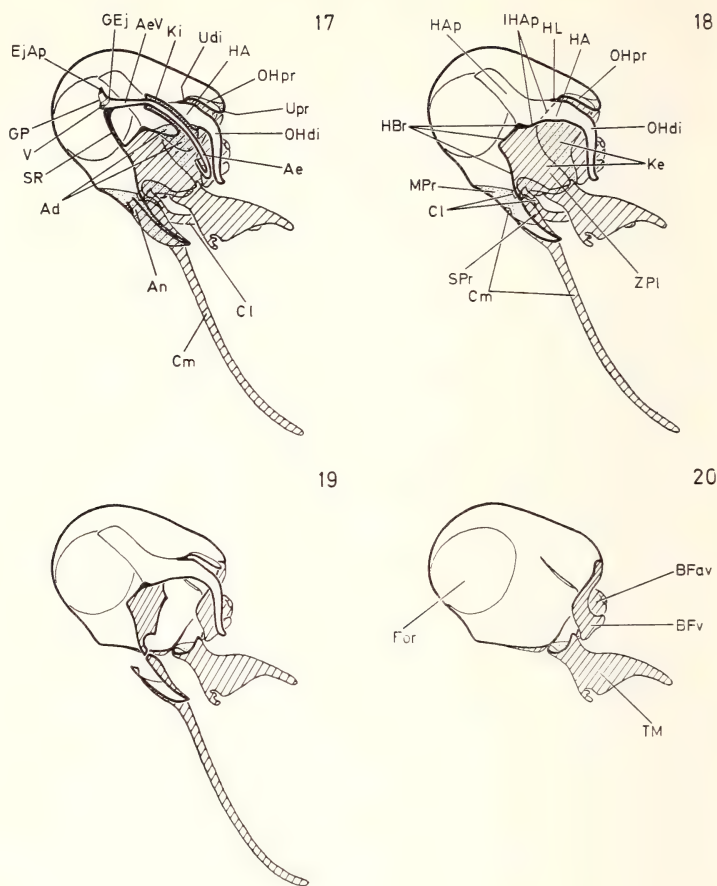 17
GEj AeV Ki Udi HA
EjAp
OHpr
GP
Upr
V
OHdi
SR
Ae
Ad
An
Cl
Cm
18
HAp IHAp HL HA
OHpr
HBr
OHdi
MPr
Ke
Cl
SPr
ZPl
Cm
19
20
BFav
For
BFv
TM